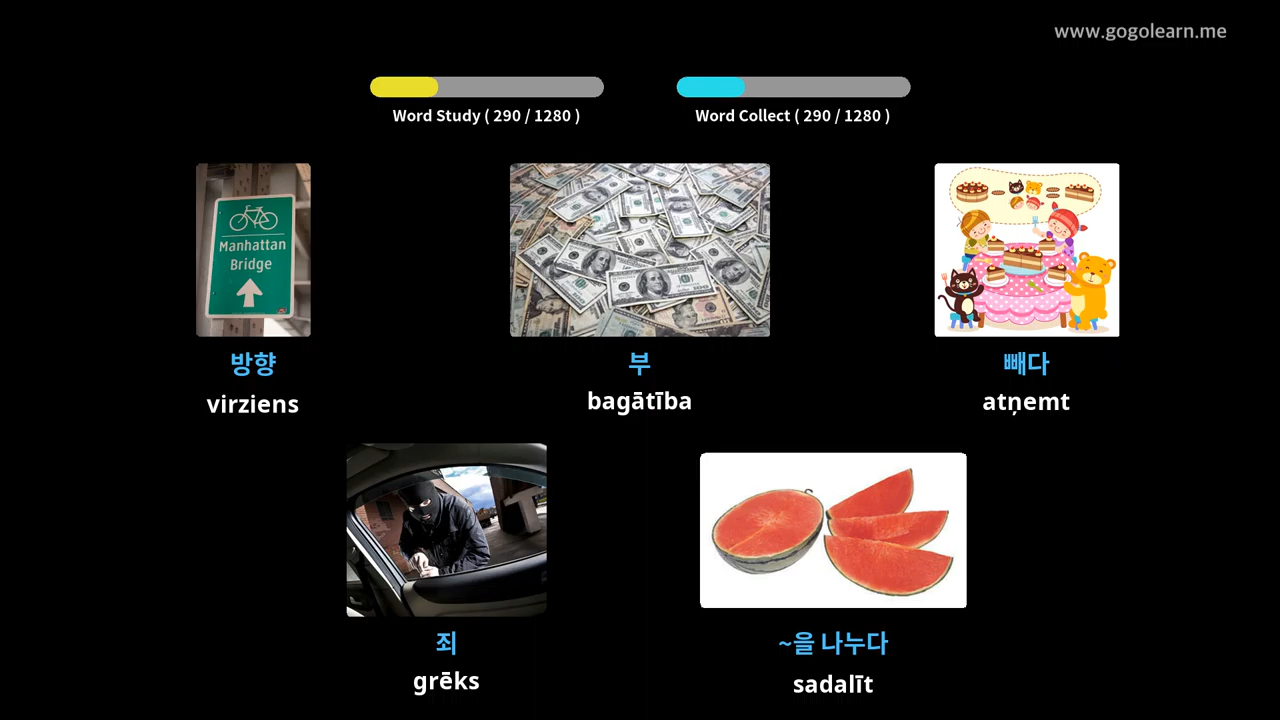 www.gogolearn.me
Word Study ( 290 / 1280 )
Word Collect ( 290 / 1280 )
Manhattan
Bridge
방향
virziens
부
bagātība
빼다
atņemt
죄
grēks
~을 나누다
sadalīt